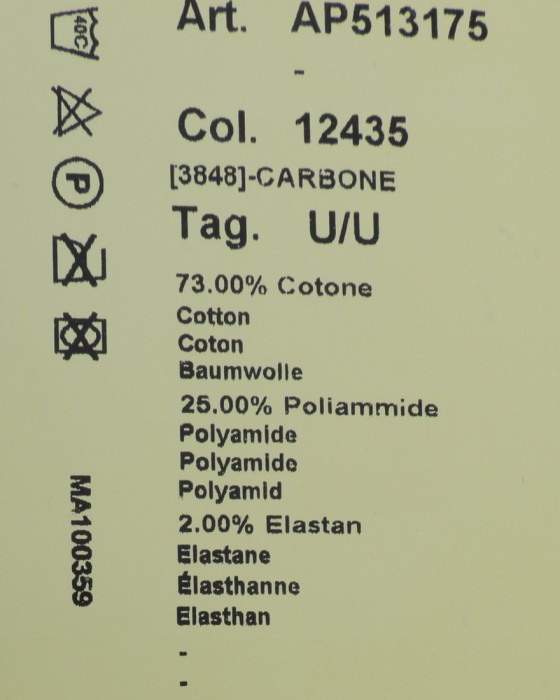 40C
Art. AP513175
-
Col. 12435
[3848]-CARBONE
P
Tag. U/U
73.00% Cotone
Cotton
Coton
Baumwolle
25.00% Poliammide
Polyamide
Polyamide
Polyamid
2.00% Elastan
Elastane
Élasthanne
Elasthan
-
-
MA100359